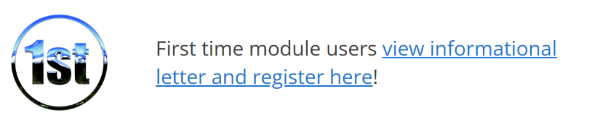 1st
First time module users view informational
letter and register here!